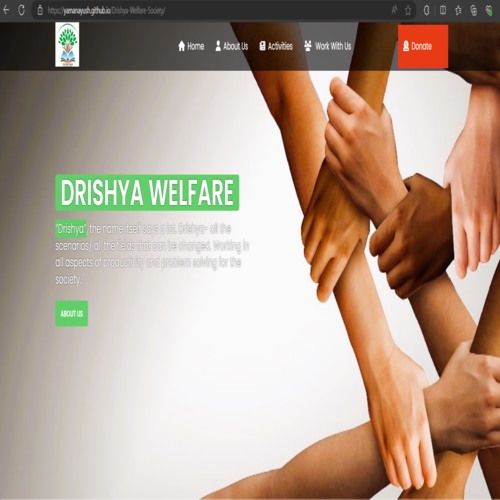 https://yamanayush.github.io/Drishya-Welfare-Society/
Home About Us Activities Work With Us Donate
DRISHYA WELFARE
"Drishya", the name itself says a lot. Drishya- all the
scenarios/ all the fields that can be changed. Working in
all aspects of productivity and problem solving for the
society.
ABOUT US